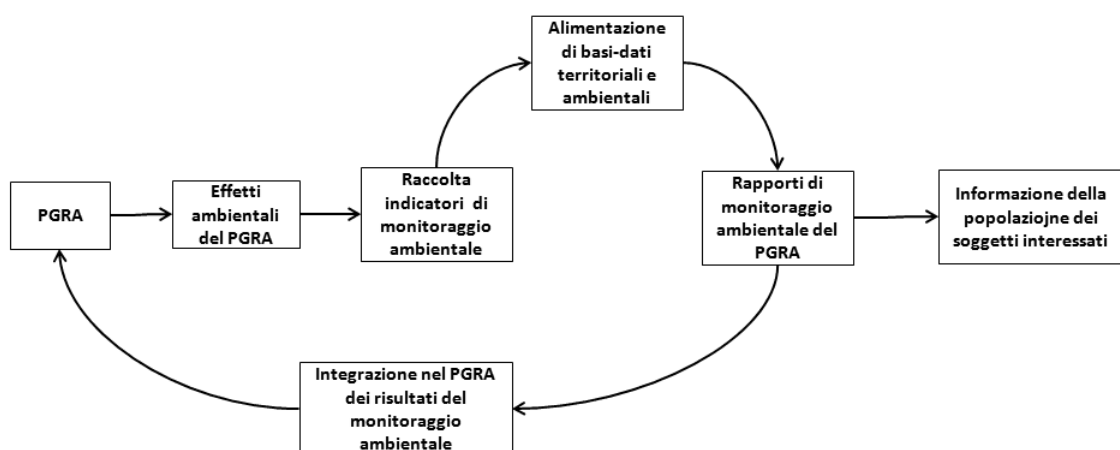 PGRA
Effetti
ambientali
del PGRA
Raccolta
indicatori di
monitoraggio
ambientale
Alimentazione
di basi-dati
territoriali e
ambientali
Rapporti di
monitoraggio
ambientale del
PGRA
Informazione della
popolaziojne dei
soggetti interessati
Integrazione nel PGRA
dei risultati del
monitoraggio
ambientale